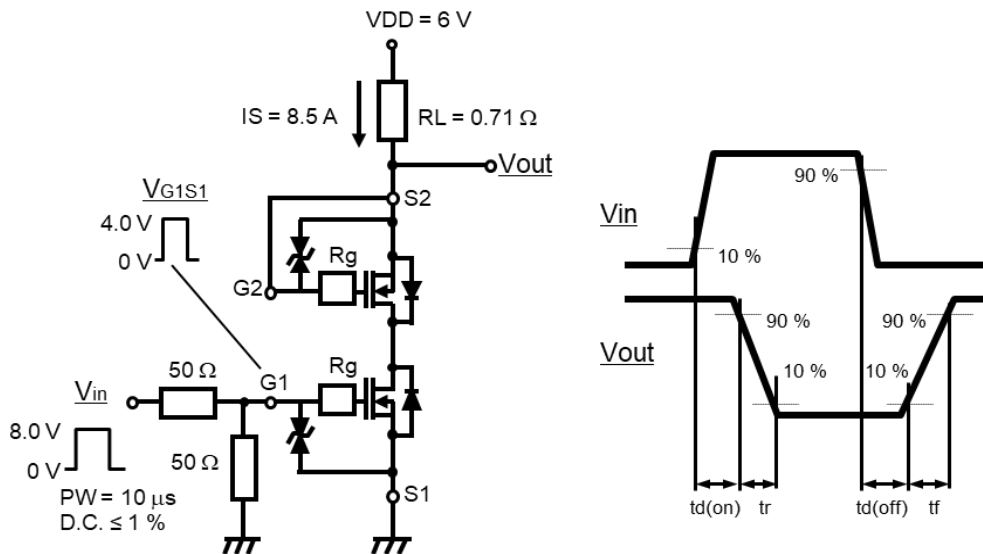 VDD = 6 V
IS = 8.5 A
RL = 0.71 Ω
Vout
VG1S1
4.0 V
0 V
S2
Rg
G2
Rg
G1
50 Ω
Vin
8.0 V
0 V
50 Ω
PW = 10 μs
D.C. ≤ 1 %
S1
Vin
90 %
10 %
Vout
90 %
90 %
10 %
10 %
td(on)
tr
td(off)
tf